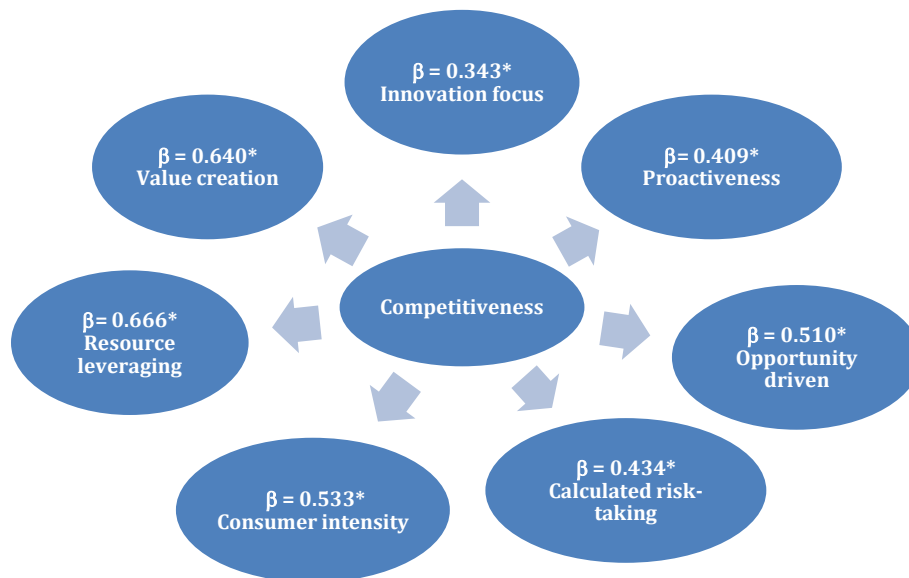 β = 0.343*
Innovation focus
β = 0.640*
Value creation
β= 0.409*
Proactiveness
Competitiveness
β= 0.666*
Resource
leveraging
β = 0.510*
Opportunity
driven
β = 0.533*
Consumer intensity
β = 0.434*
Calculated risk-
taking